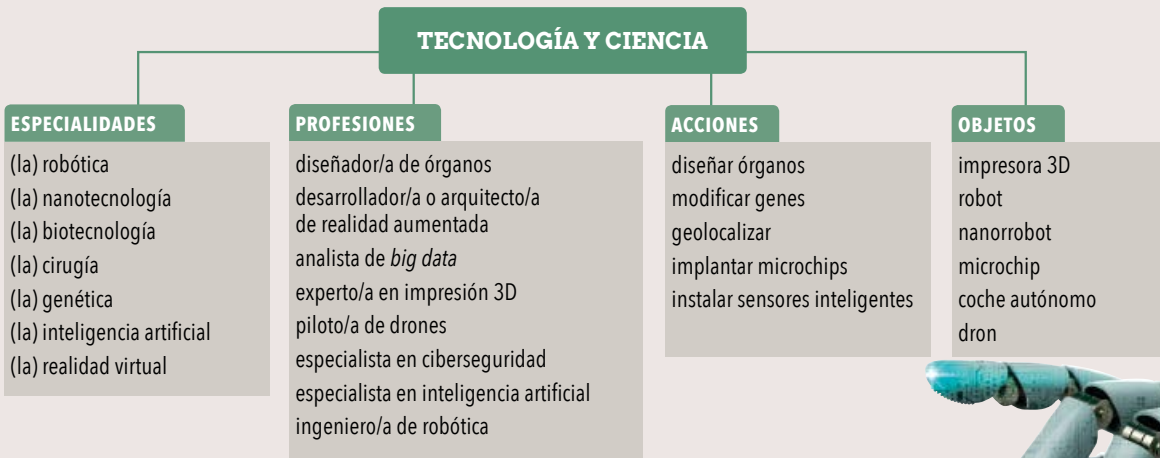 TECNOLOGÍA Y CIENCIA
ESPECIALIDADES
(la) robótica
(la) nanotecnología
(la) biotecnología
(la) cirugía
(la) genética
(la) inteligencia artificial
(la) realidad virtual
PROFESIONES
diseñador/a de órganos
desarrollador/a o arquitecto/a
de realidad aumentada
analista de big data
experto/a en impresión 3D
piloto/a de drones
especialista en ciberseguridad
especialista en inteligencia artificial
ingeniero/a de robótica
ACCIONES
diseñar órganos
modificar genes
geolocalizar
implantar microchips
instalar sensores inteligentes
OBJETOS
impresora 3D
robot
nanorrobot
microchip
coche autónomo
dron